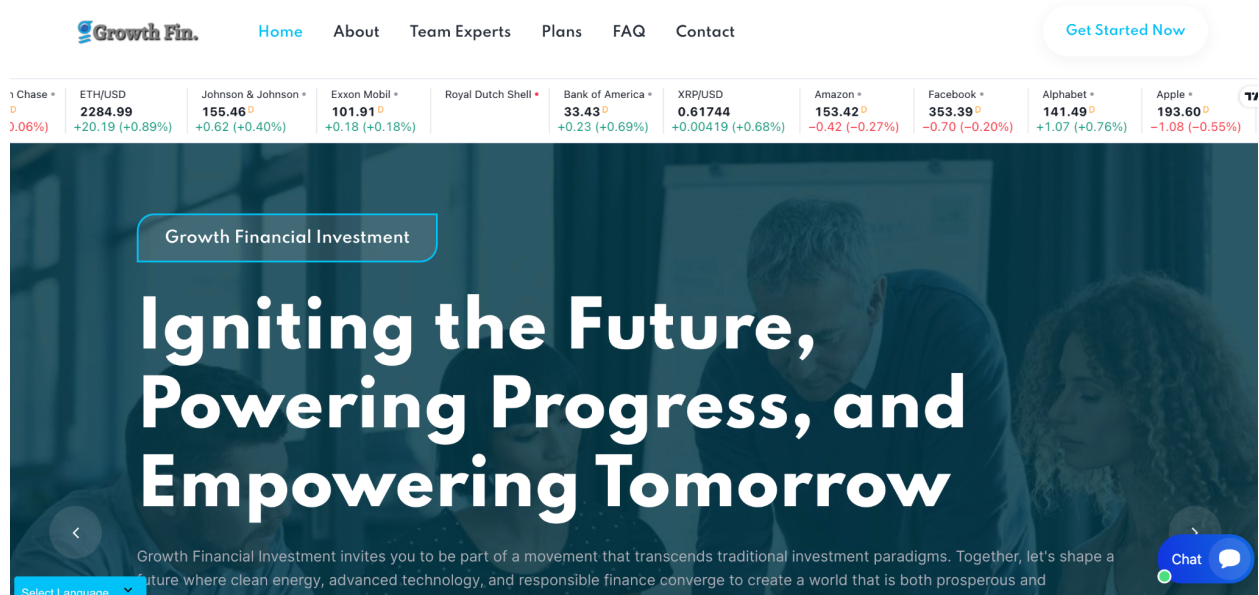 Growth Fin.
Home About Team Experts Plans FAQ Contact
Get Started Now
Chase ETH/USD Johnson & Johnson Exxon Mobil Royal Dutch Shell Bank of America XRP/USD Amazon Facebook Alphabet Apple
D 2284.99 155.46 D 101.91 D 33.43 D 0.61744 153.42 D 353.39 D 141.49 D 193.60 D
0.06%) +20.19 (+0.89%) +0.62 (+0.40%) +0.18 (+0.18%) +0.23 (+0.69%) +0.00419 (+0.68%) −0.42 (−0.27%) −0.70 (−0.20%) +1.07 (+0.76%) −1.08 (−0.55%)
Growth Financial Investment
Igniting the Future,
Powering Progress, and
Empowering Tomorrow
Growth Financial Investment invites you to be part of a movement that transcends traditional investment paradigms. Together, let's shape a
future where clean energy, advanced technology, and responsible finance converge to create a world that is both prosperous and
Chat
Select Language